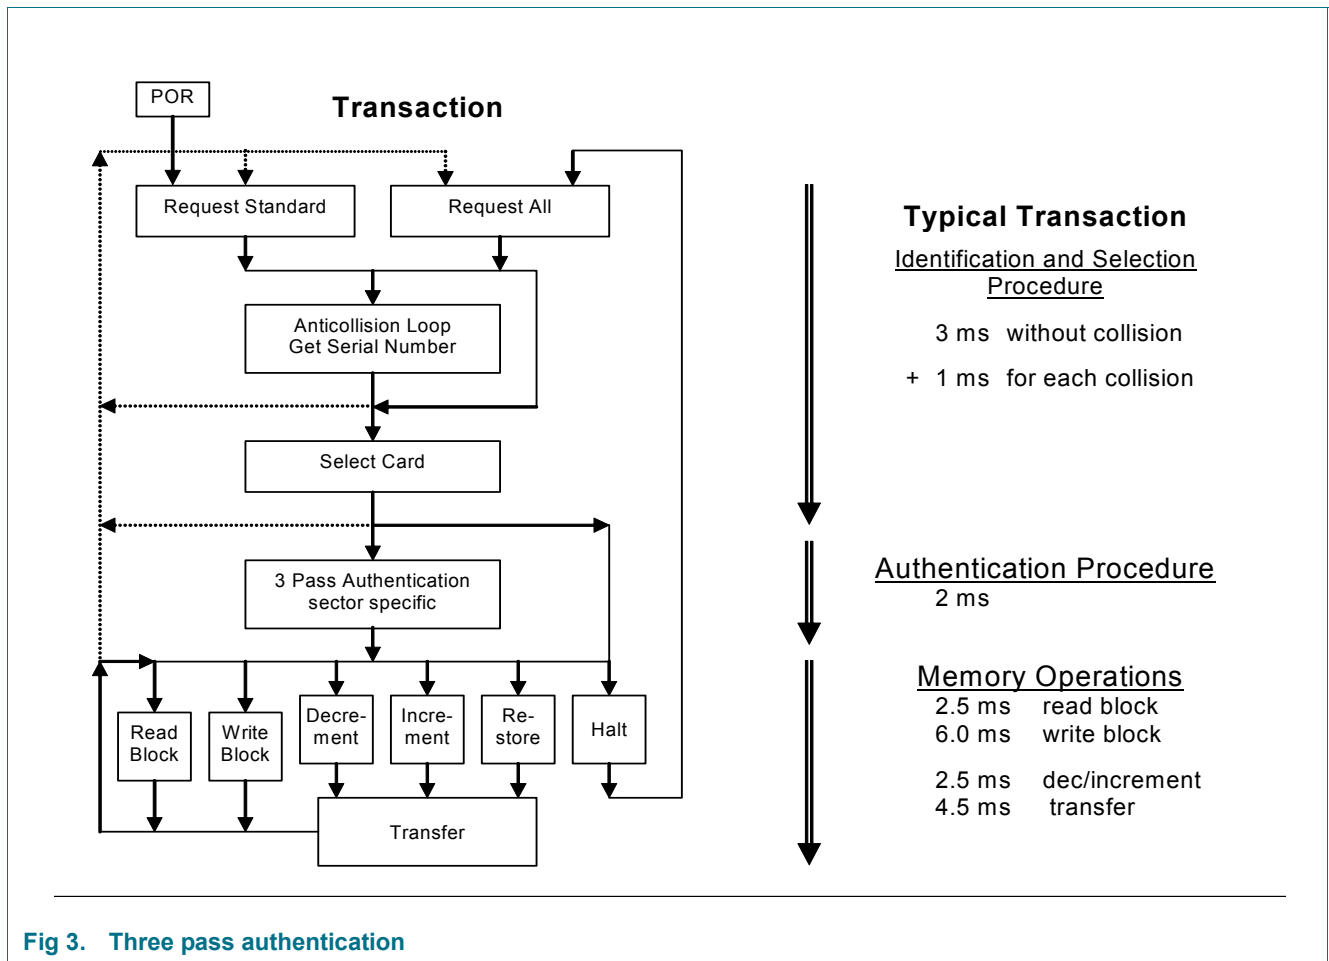 POR
Transaction
Request Standard
Request All
Anticollision Loop
Get Serial Number
Select Card
3 Pass Authentication
sector specific
Read
Block
Write
Block
Decre-
ment
Incre-
ment
Re-
store
Halt
Transfer
Typical Transaction
Identification and Selection
Procedure
3 ms without collision
+ 1 ms for each collision
Authentication Procedure
2 ms
Memory Operations
2.5 ms read block
6.0 ms write block
2.5 ms dec/increment
4.5 ms transfer
Fig 3. Three pass authentication